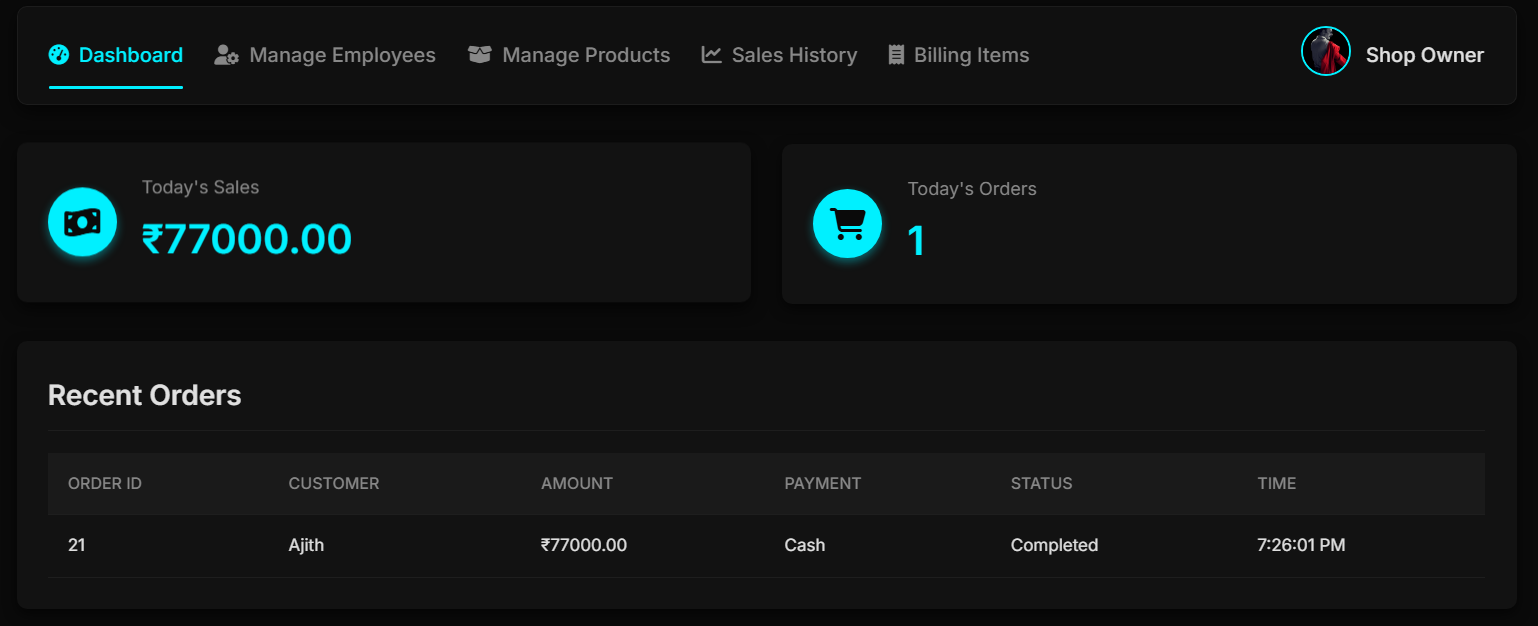 Dashboard Manage Employees Manage Products Sales History Billing Items Shop Owner
Today's Sales
₹77000.00
Today's Orders
1
Recent Orders
ORDER ID CUSTOMER AMOUNT PAYMENT STATUS TIME
21 Ajith ₹77000.00 Cash Completed 7:26:01 PM